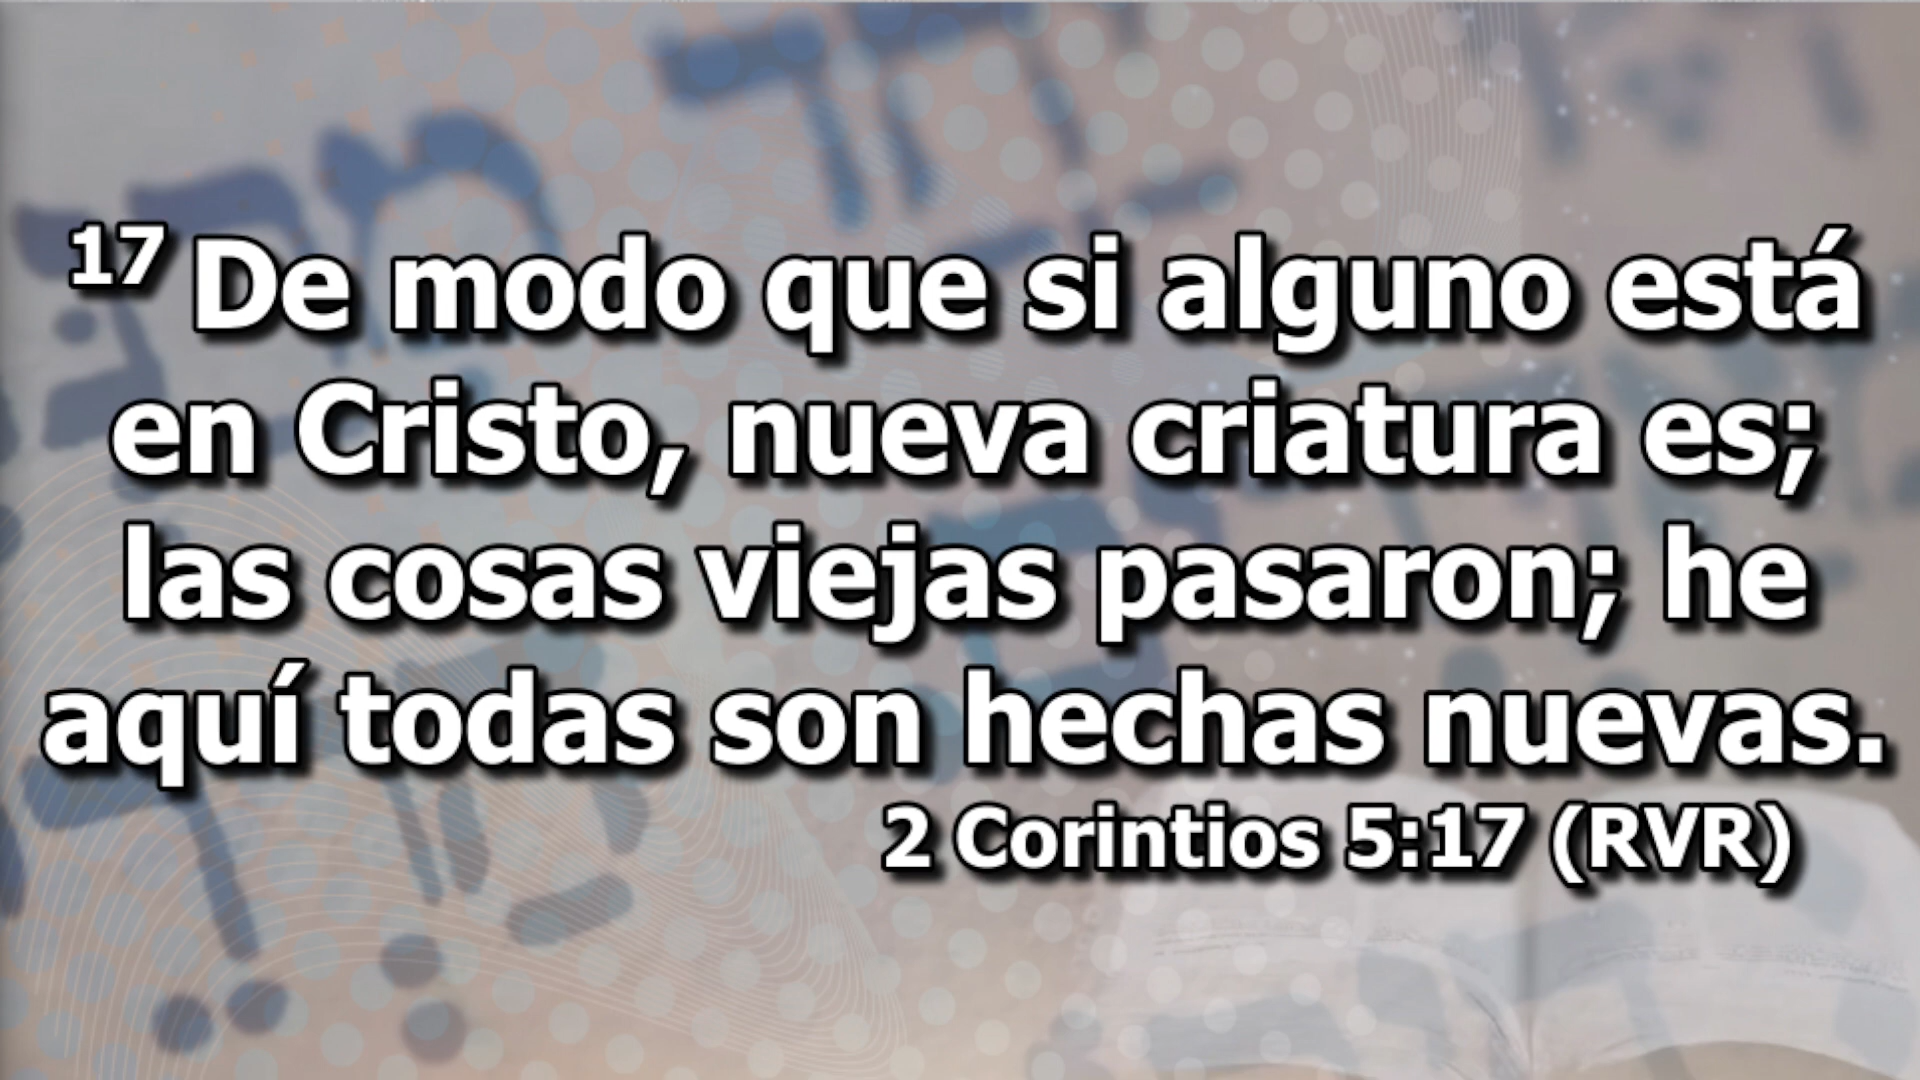 17 De modo que si alguno está
en Cristo, nueva criatura es;
las cosas viejas pasaron; he
aquí todas son hechas nuevas.
2 Corintios 5:17 (RVR)